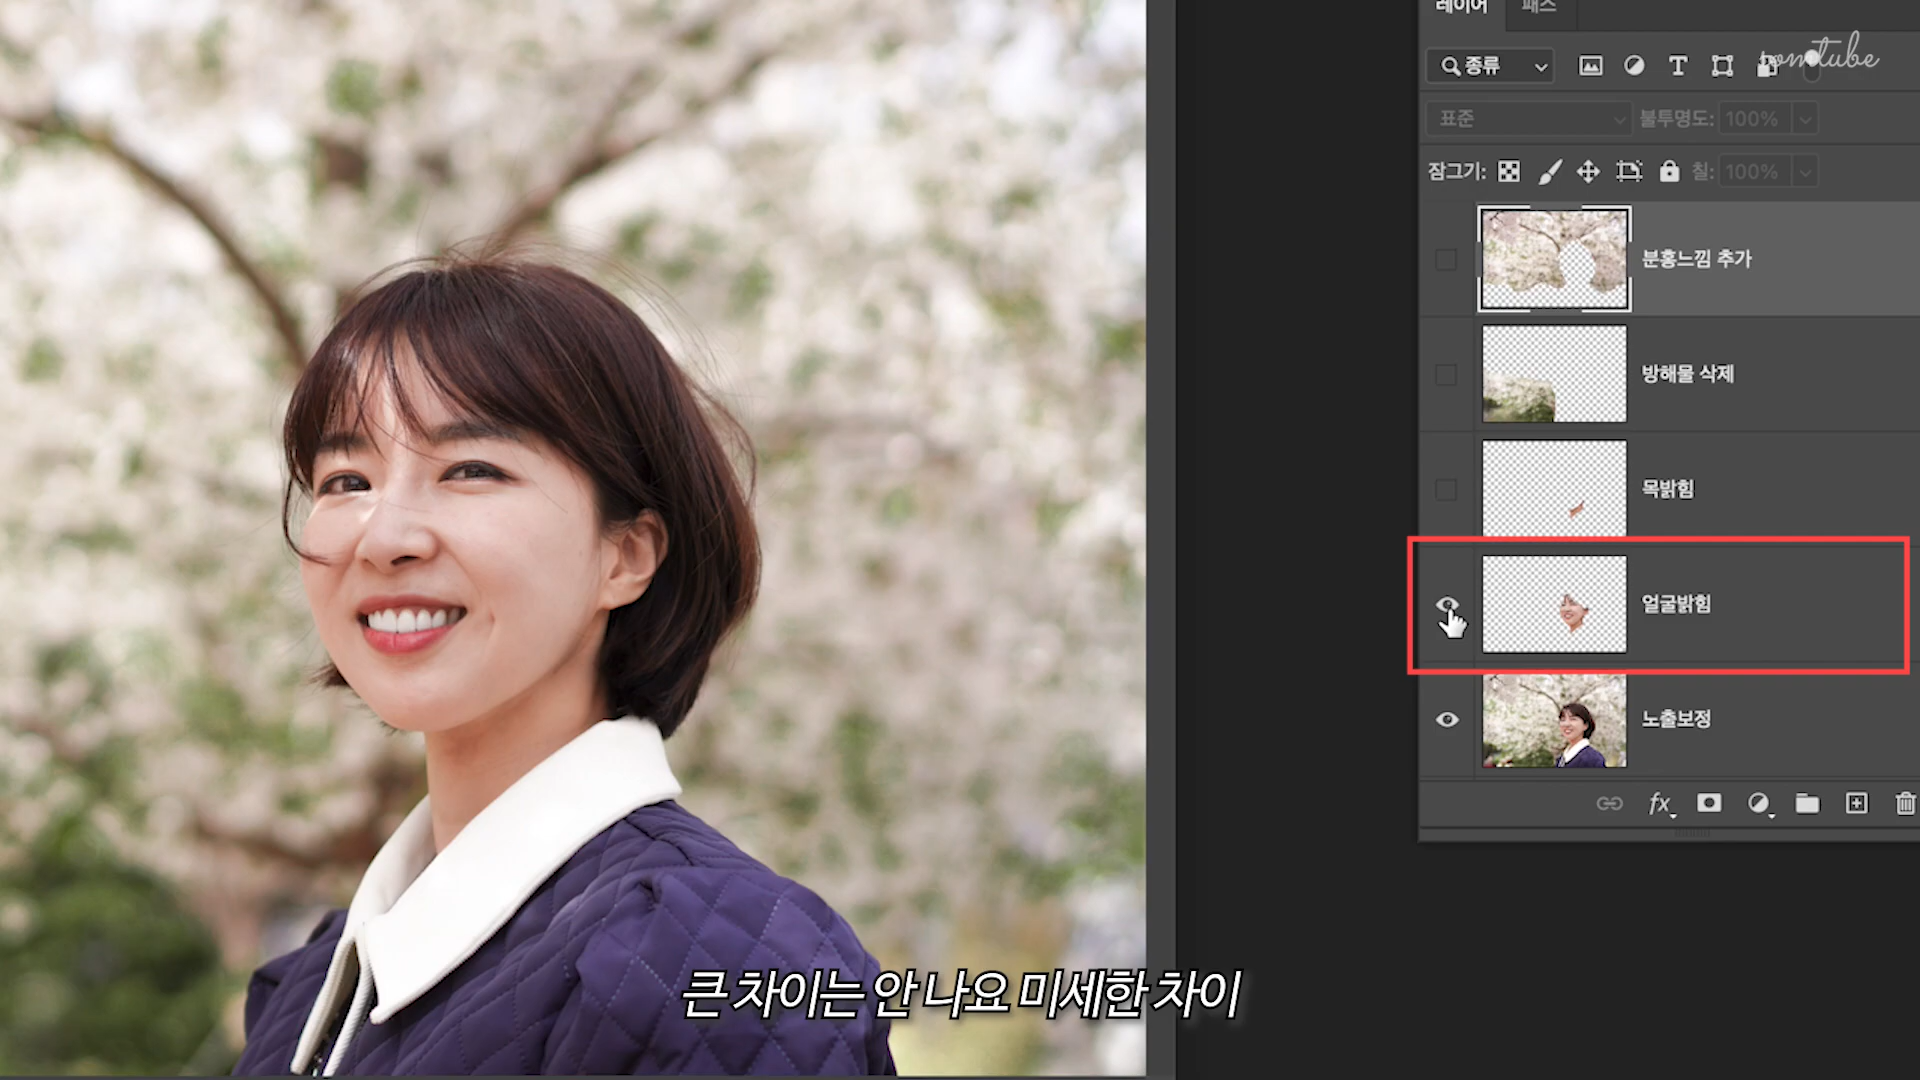 레이어 패스
tomtube
종류
표준 불투명도: 100%
잠그기: 칠: 100%
분홍느낌 추가
방해물 삭제
목밝힘
얼굴밝힘
노출보정
fx
큰 차이는 안 나요 미세한 차이